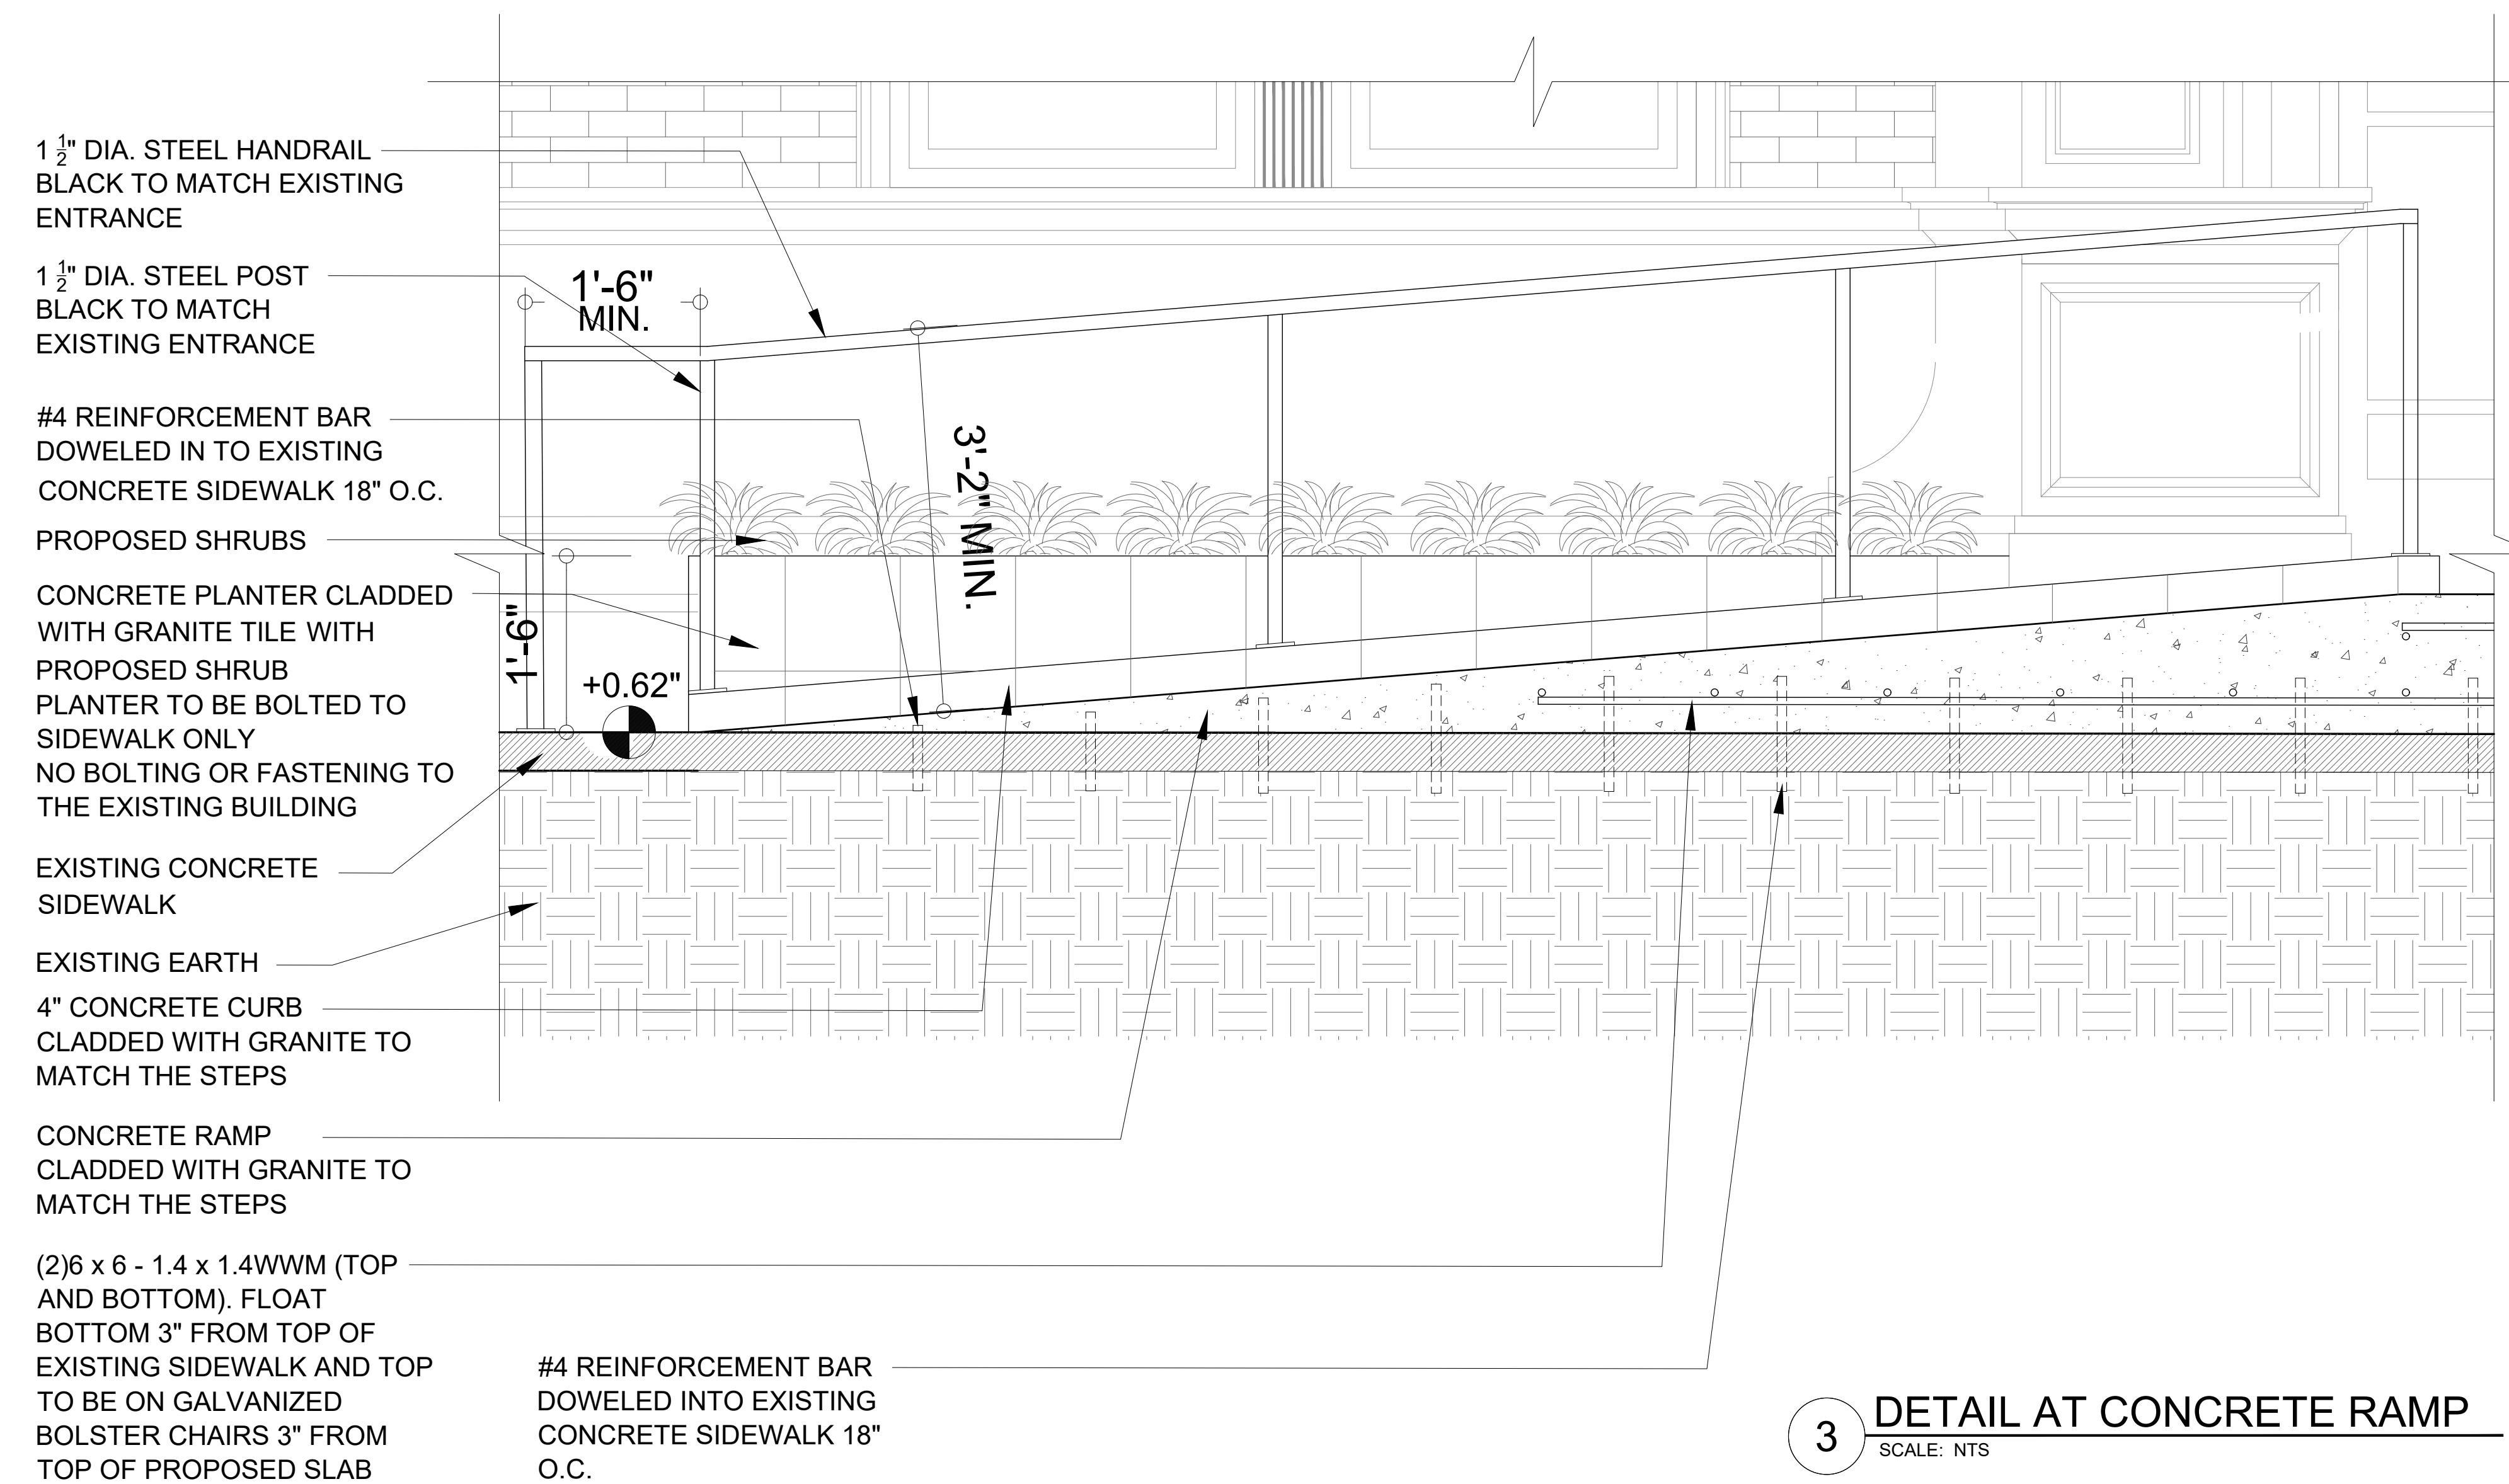 1 1/2" DIA. STEEL HANDRAIL
BLACK TO MATCH EXISTING
ENTRANCE
1 1/2" DIA. STEEL POST
BLACK TO MATCH
EXISTING ENTRANCE
#4 REINFORCEMENT BAR
DOWELED IN TO EXISTING
CONCRETE SIDEWALK 18" O.C.
PROPOSED SHRUBS
CONCRETE PLANTER CLADDED
WITH GRANITE TILE WITH
PROPOSED SHRUB
PLANTER TO BE BOLTED TO
SIDEWALK ONLY
NO BOLTING OR FASTENING TO
THE EXISTING BUILDING
EXISTING CONCRETE
SIDEWALK
EXISTING EARTH
4" CONCRETE CURB
CLADDED WITH GRANITE TO
MATCH THE STEPS
CONCRETE RAMP
CLADDED WITH GRANITE TO
MATCH THE STEPS
(2)6 x 6 - 1.4 x 1.4WWM (TOP
AND BOTTOM). FLOAT
BOTTOM 3" FROM TOP OF
EXISTING SIDEWALK AND TOP
TO BE ON GALVANIZED
BOLSTER CHAIRS 3" FROM
TOP OF PROPOSED SLAB
1'-6"
MIN.
3'-2" MIN.
1'-6"
+0.62"
#4 REINFORCEMENT BAR
DOWELED INTO EXISTING
CONCRETE SIDEWALK 18"
O.C.
3
DETAIL AT CONCRETE RAMP
SCALE: NTS